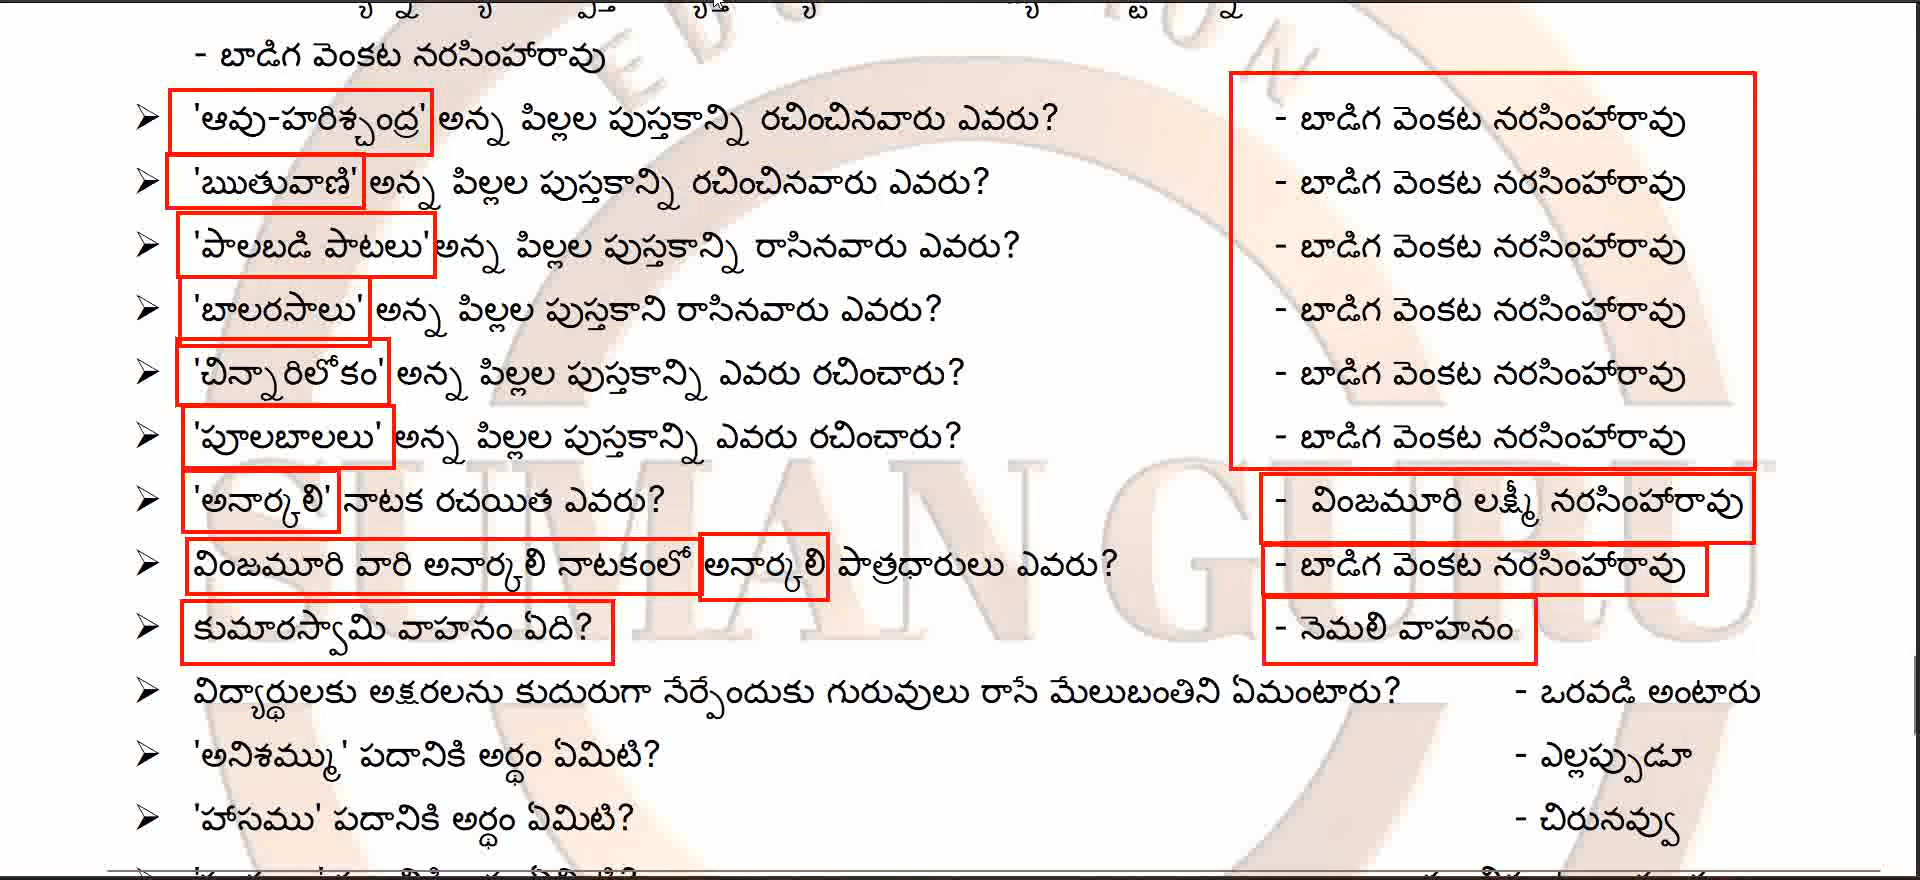 - బాడిగ వెంకట నరసింహారావు
➢ 'ఆవు-హరిశ్చంద్ర' అన్న పిల్లల పుస్తకాన్ని రచించినవారు ఎవరు? - బాడిగ వెంకట నరసింహారావు
➢ 'ఋతువాణి' అన్న పిల్లల పుస్తకాన్ని రచించినవారు ఎవరు? - బాడిగ వెంకట నరసింహారావు
➢ 'పాలబడి పాటలు' అన్న పిల్లల పుస్తకాన్ని రాసినవారు ఎవరు? - బాడిగ వెంకట నరసింహారావు
➢ 'బాలరసాలు' అన్న పిల్లల పుస్తకాని రాసినవారు ఎవరు? - బాడిగ వెంకట నరసింహారావు
➢ 'చిన్నారిలోకం' అన్న పిల్లల పుస్తకాన్ని ఎవరు రచించారు? - బాడిగ వెంకట నరసింహారావు
➢ 'పూలబాలలు' అన్న పిల్లల పుస్తకాన్ని ఎవరు రచించారు? - బాడిగ వెంకట నరసింహారావు
➢ 'అనార్కలి' నాటక రచయిత ఎవరు? - వింజమూరి లక్ష్మీ నరసింహారావు
➢ వింజమూరి వారి అనార్కలి నాటకంలో అనార్కలి పాత్రధారులు ఎవరు? - బాడిగ వెంకట నరసింహారావు
➢ కుమారస్వామి వాహనం ఏది? - నెమలి వాహనం
➢ విద్యార్థులకు అక్షరలను కుదురుగా నేర్పేందుకు గురువులు రాసే మేలుబంతిని ఏమంటారు? - ఒరవడి అంటారు
➢ 'అనిశమ్ము' పదానికి అర్థం ఏమిటి? - ఎల్లప్పుడూ
➢ 'హాసము' పదానికి అర్థం ఏమిటి? - చిరునవ్వు
SUMAN GURU